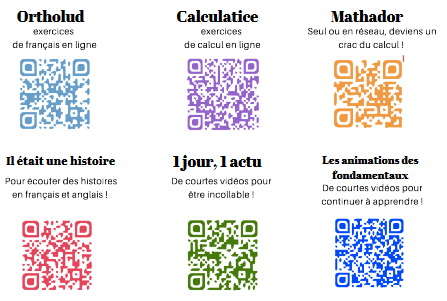 Ortholud
exercices
de français en ligne
Calculatice
exercices
de calcul en ligne
Mathador
Seul ou en réseau, deviens un
crac du calcul !
Il était une histoire
Pour écouter des histoires
en français et anglais !
1 jour, 1 actu
De courtes vidéos pour
être incollable !
Les animations des
fondamentaux
De courtes vidéos pour
continuer à apprendre !